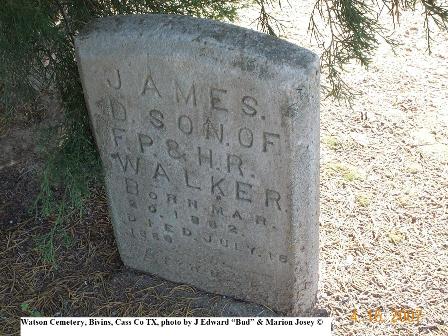 JAMES.
D. SON. OF
F.P. & H.R.
WALKER.
BORN MAR.
DIED. JULY. 18
Watson Cemetery, Bivins, Cass Co TX, photo by J Edward "Bud" & Marion Josey ©